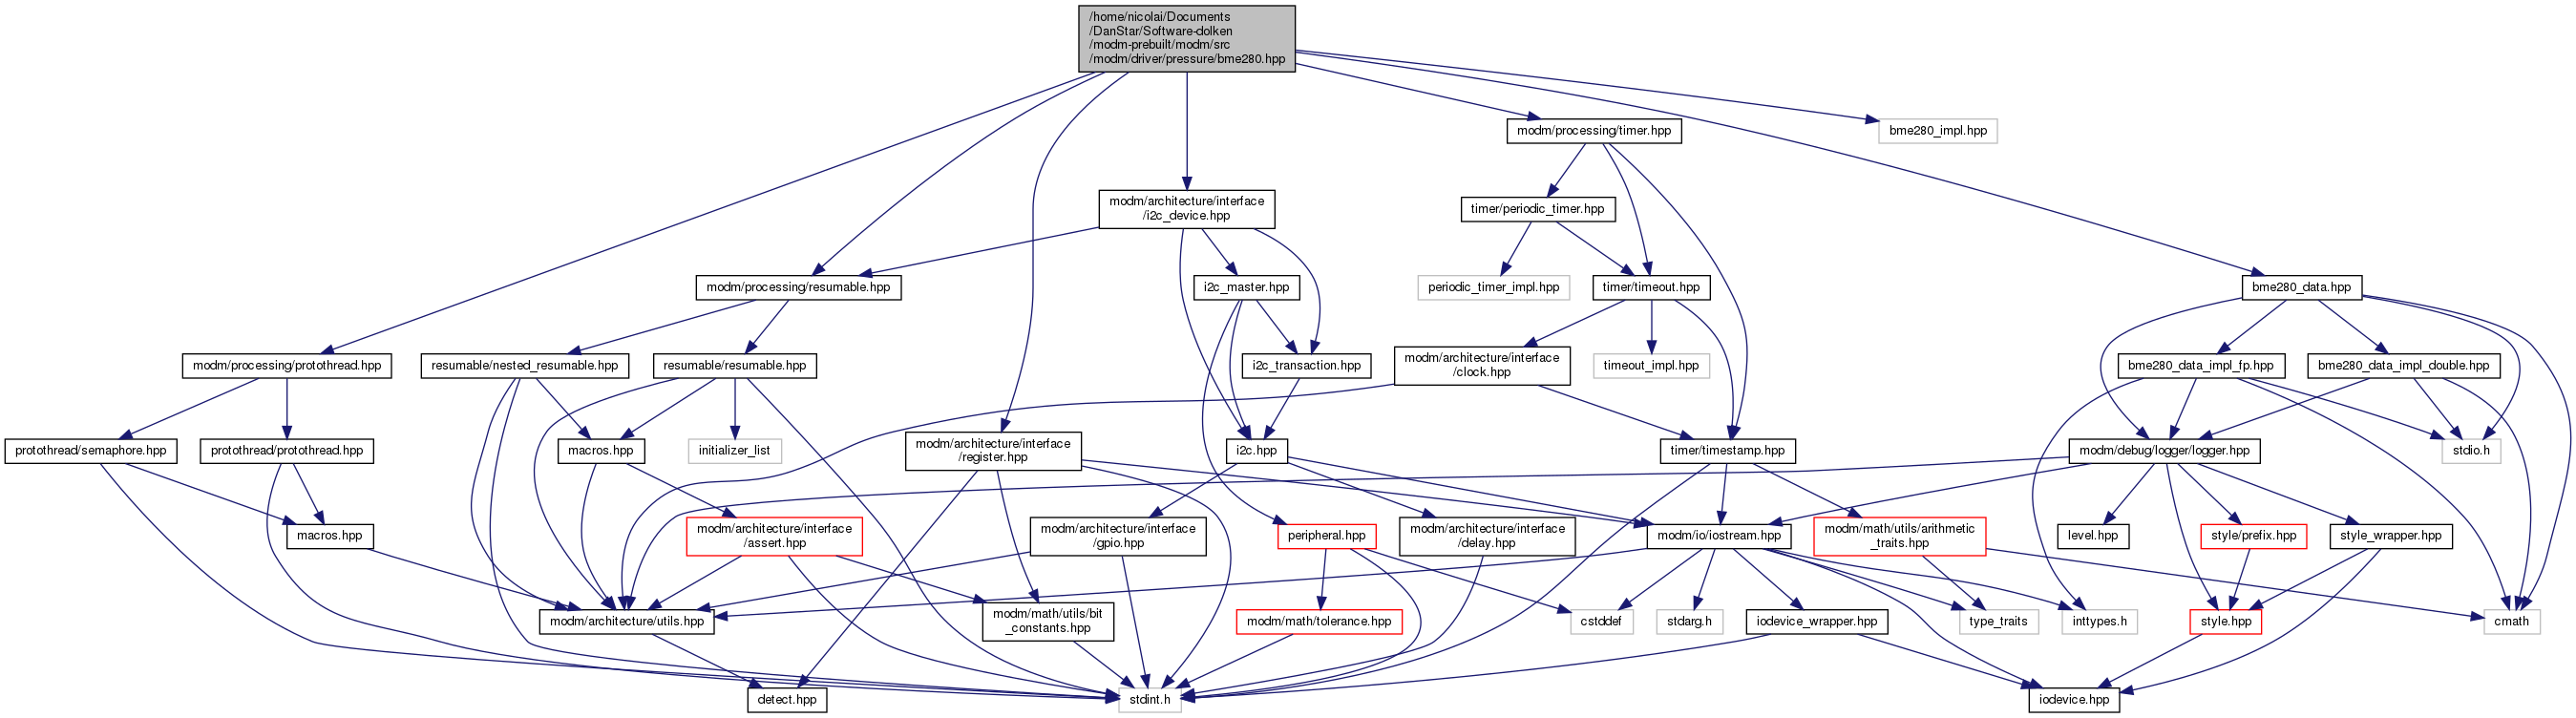 /home/nicolai/Documents
/DanStar/Software-dolken
/modm-prebuilt/modm/src
/modm/driver/pressure/bme280.hpp
modm/processing/timer.hpp
bme280_impl.hpp
modm/architecture/interface
/i2c_device.hpp
timer/periodic_timer.hpp
modm/processing/resumable.hpp
i2c_master.hpp
periodic_timer_impl.hpp
timer/timeout.hpp
bme280_data.hpp
modm/processing/protothread.hpp
resumable/nested_resumable.hpp
resumable/resumable.hpp
i2c_transaction.hpp
modm/architecture/interface
/clock.hpp
timeout_impl.hpp
bme280_data_impl_fp.hpp
bme280_data_impl_double.hpp
protothread/semaphore.hpp
protothread/protothread.hpp
macros.hpp
initializer_list
modm/architecture/interface
/register.hpp
i2c.hpp
timer/timestamp.hpp
modm/debug/logger/logger.hpp
stdio.h
macros.hpp
modm/architecture/interface
/assert.hpp
modm/architecture/interface
/gpio.hpp
peripheral.hpp
modm/architecture/interface
/delay.hpp
modm/io/iostream.hpp
modm/math/utils/arithmetic
_traits.hpp
level.hpp
style/prefix.hpp
style_wrapper.hpp
modm/architecture/utils.hpp
modm/math/utils/bit
_constants.hpp
modm/math/tolerance.hpp
cstddef
stdarg.h
iodevice_wrapper.hpp
type_traits
inttypes.h
style.hpp
cmath
detect.hpp
stdint.h
iodevice.hpp